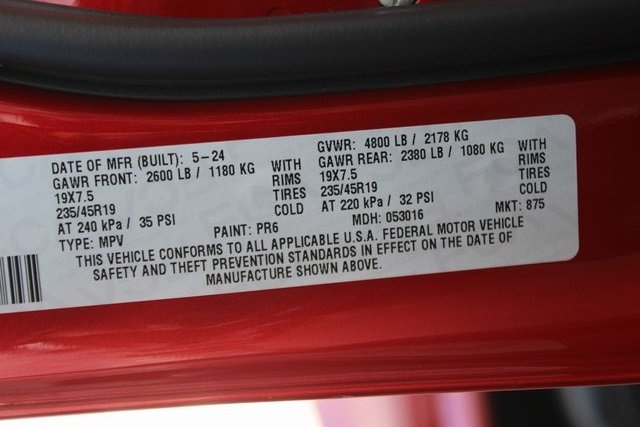 DATE OF MFR (BUILT): 5-24 GVWR: 4800 LB / 2178 KG
GAWR FRONT: 2600 LB / 1180 KG WITH GAWR REAR: 2380 LB / 1080 KG WITH
19X7.5 RIMS 19X7.5 RIMS
235/45R19 TIRES 235/45R19 TIRES
AT 240 kPa / 35 PSI COLD AT 220 kPa / 32 PSI COLD
TYPE: MPV PAINT: PR6 MDH: 053016 MKT: 875
THIS VEHICLE CONFORMS TO ALL APPLICABLE U.S.A. FEDERAL MOTOR VEHICLE
SAFETY AND THEFT PREVENTION STANDARDS IN EFFECT ON THE DATE OF
MANUFACTURE SHOWN ABOVE.